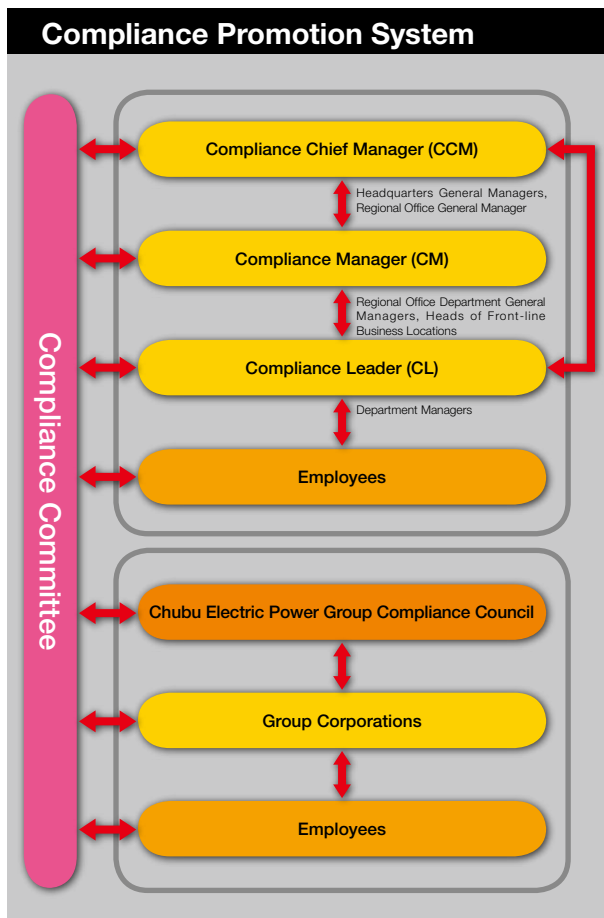 Compliance Promotion System
Compliance Committee
Compliance Chief Manager (CCM)
Headquarters General Managers,
Regional Office General Manager
Compliance Manager (CM)
Regional Office Department General
Managers, Heads of Front-line
Business Locations
Compliance Leader (CL)
Department Managers
Employees
Chubu Electric Power Group Compliance Council
Group Corporations
Employees